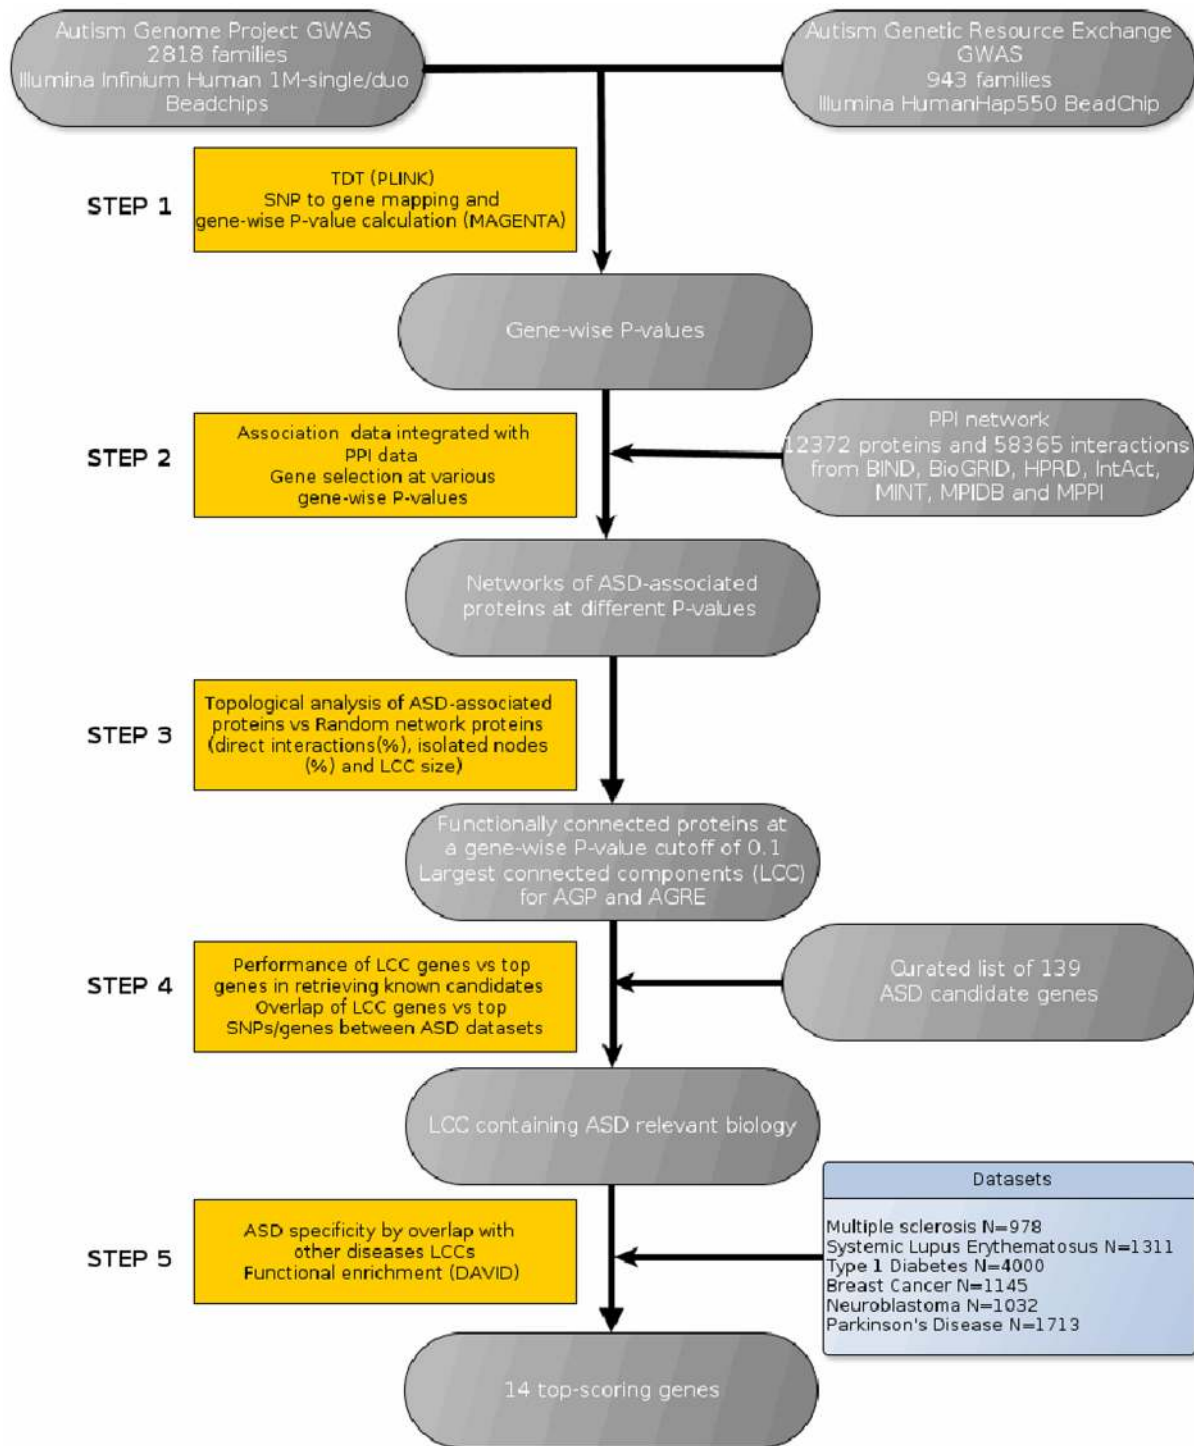 Autism Genome Project GWAS
2818 families
Illumina Infinium Human 1M-single/duo
Beadchips
Autism Genetic Resource Exchange
GWAS
943 families
Illumina HumanHap550 BeadChip
STEP 1
TDT (PLINK)
SNP to gene mapping and
gene-wise P-value calculation (MAGENTA)
Gene-wise P-values
STEP 2
Association data integrated with
PPI data
Gene selection at various
gene-wise P-values
PPI network
12372 proteins and 58365 interactions
from BIND, BioGRID, HPRD, IntAct,
MINT, MPIDB and MPPI
Networks of ASD-associated
proteins at different P-values
STEP 3
Topological analysis of ASD-associated
proteins vs Random network proteins
(direct interactions(%), isolated nodes
(%) and LCC size)
Functionally connected proteins at
a gene-wise P-value cutoff of 0.1
Largest connected components (LCC)
for AGP and AGRE
STEP 4
Performance of LCC genes vs top
genes in retrieving known candidates
Overlap of LCC genes vs top
SNPs/genes between ASD datasets
Curated list of 139
ASD candidate genes
LCC containing ASD relevant biology
STEP 5
ASD specificity by overlap with
other diseases LCCs
Functional enrichment (DAVID)
Datasets
Multiple sclerosis N=978
Systemic Lupus Erythematosus N=1311
Type 1 Diabetes N=4000
Breast Cancer N=1145
Neuroblastoma N=1032
Parkinson's Disease N=1713
14 top-scoring genes